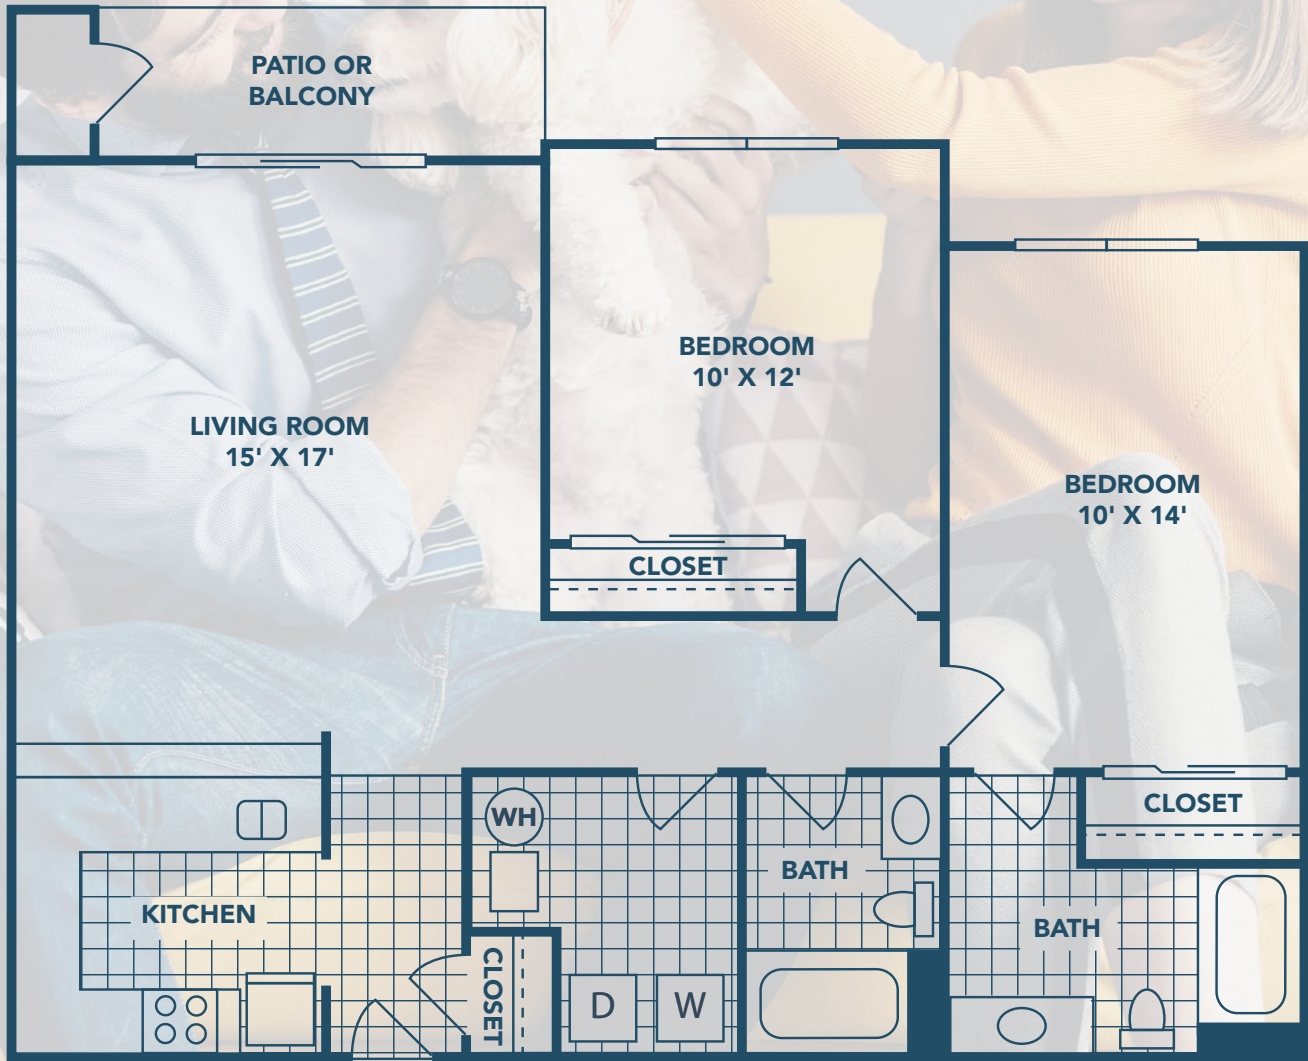 PATIO OR
BALCONY
BEDROOM
10' X 12'
LIVING ROOM
15' X 17'
BEDROOM
10' X 14'
CLOSET
CLOSET
WH
BATH
KITCHEN
BATH
CLOSET
D
W